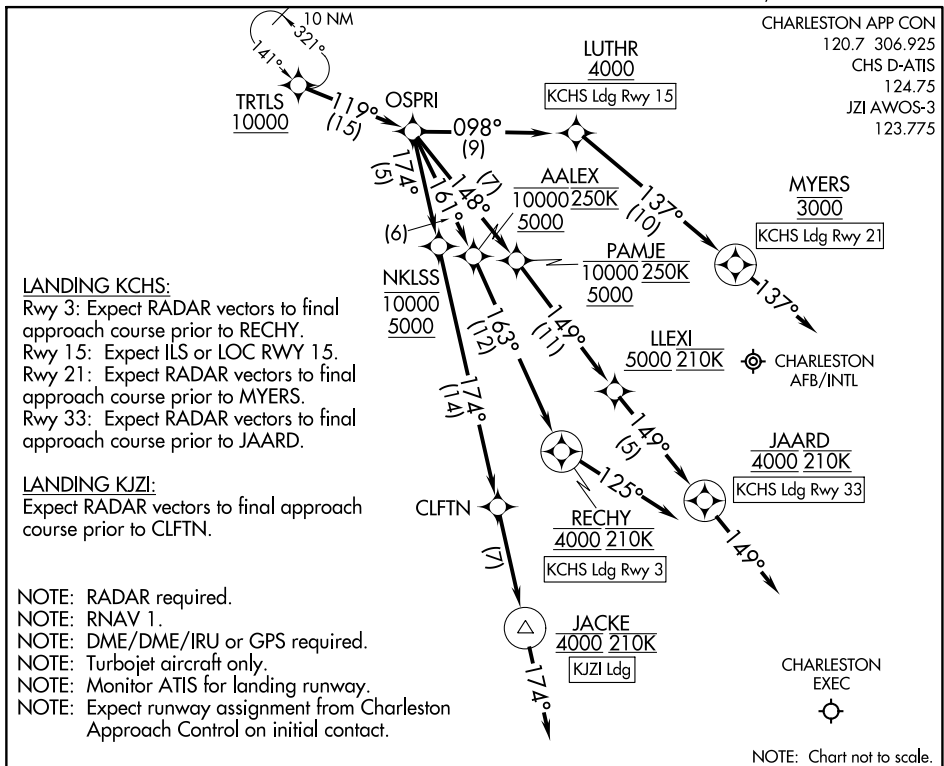 10 NM
321°
141°
TRTLS
10000
119°
(15)
OSPRI
098°
(9)
LUTHR
4000
KCHS Ldg Rwy 15
CHARLESTON APP CON
120.7 306.925
CHS D-ATIS
124.75
JZI AWOS-3
123.775
137°
(10)
MYERS
3000
KCHS Ldg Rwy 21
137°
174°
(5)
161°
(6)
148°
(7)
AALEX
10000 250K
5000
PAMJE
10000 250K
5000
NKLSS
10000
5000
163°
(12)
149°
(11)
LLEXI
5000 210K
CHARLESTON
AFB/INTL
174°
(14)
149°
(5)
JAARD
4000 210K
KCHS Ldg Rwy 33
149°
125°
RECHY
4000 210K
KCHS Ldg Rwy 3
CLFTN
(7)
JACKE
4000 210K
KJZI Ldg
174°
CHARLESTON
EXEC
LANDING KCHS:
Rwy 3: Expect RADAR vectors to final
approach course prior to RECHY.
Rwy 15: Expect ILS or LOC RWY 15.
Rwy 21: Expect RADAR vectors to final
approach course prior to MYERS.
Rwy 33: Expect RADAR vectors to final
approach course prior to JAARD.
LANDING KJZI:
Expect RADAR vectors to final approach
course prior to CLFTN.
NOTE: RADAR required.
NOTE: RNAV 1.
NOTE: DME/DME/IRU or GPS required.
NOTE: Turbojet aircraft only.
NOTE: Monitor ATIS for landing runway.
NOTE: Expect runway assignment from Charleston
Approach Control on initial contact.
NOTE: Chart not to scale.